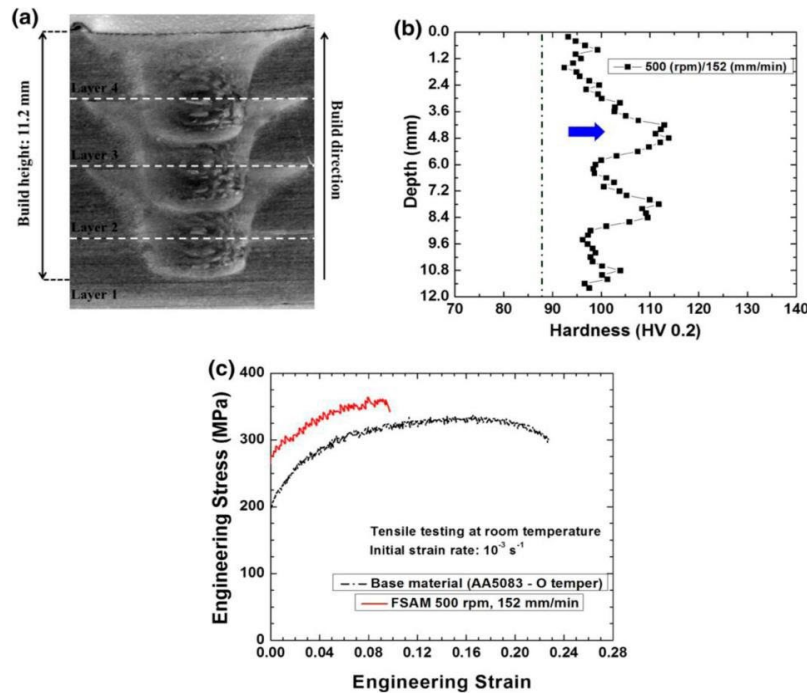 (a)
Build height: 11.2 mm
Layer 4
Layer 3
Layer 2
Layer 1
Build direction
(b)
0.0
1.2
2.4
3.6
4.8
6.0
7.2
8.4
9.6
10.8
12.0
Depth (mm)
500 (rpm)/152 (mm/min)
70 80 90 100 110 120 130 140
Hardness (HV 0.2)
(c)
400
300
200
100
0
Engineering Stress (MPa)
Tensile testing at room temperature
Initial strain rate: 10⁻³ s⁻¹
Base material (AA5083 - O temper)
FSAM 500 rpm, 152 mm/min
0.00 0.04 0.08 0.12 0.16 0.20 0.24 0.28
Engineering Strain